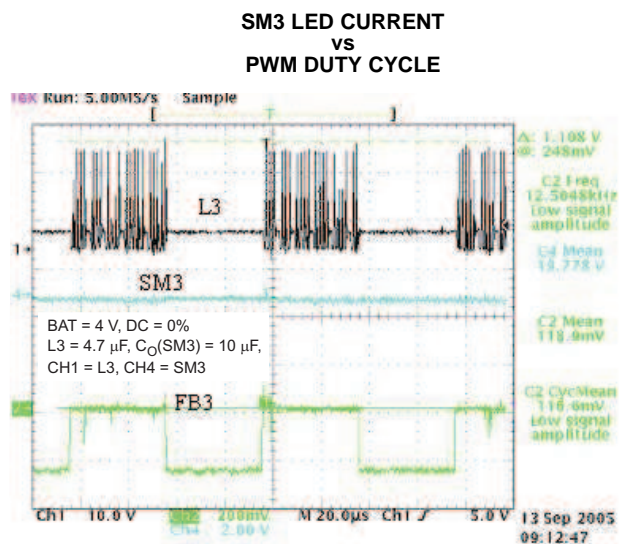 SM3 LED CURRENT
vs
PWM DUTY CYCLE
Run: 5.00MS/s Sample
Δ: 1.108 V
@: 248mV
C2 Freq
12.5048kHz
Low signal
amplitude
C4 Mean
C2 Mean
118.9mV
C2 CycMean
116.6mV
Low signal
amplitude
L3
1
SM3
4
BAT = 4 V, DC = 0%
L3 = 4.7 μF, CO(SM3) = 10 μF,
CH1 = L3, CH4 = SM3
FB3
Ch1 10.0 V 200mV M 20.0μs Ch1 5.0 V
Ch4 2.00 V
13 Sep 2005
09:12:47